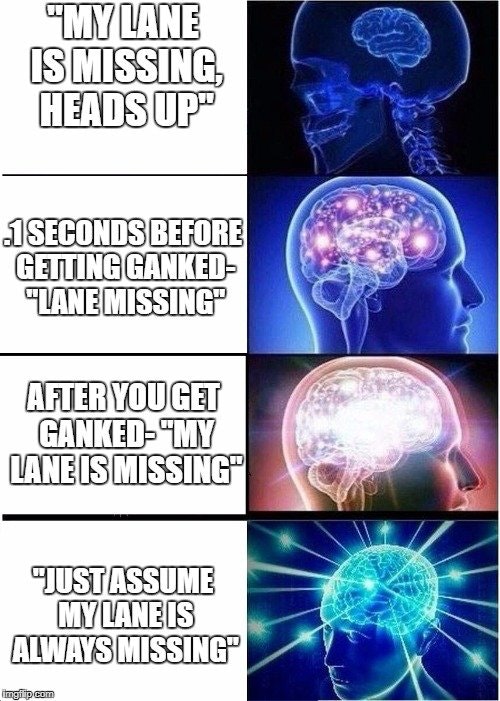 "MY LANE
IS MISSING,
HEADS UP"
.1 SECONDS BEFORE
GETTING GANKED-
"LANE MISSING"
AFTER YOU GET
GANKED- "MY
LANE IS MISSING"
"JUST ASSUME
MY LANE IS
ALWAYS MISSING"
imgflip.com